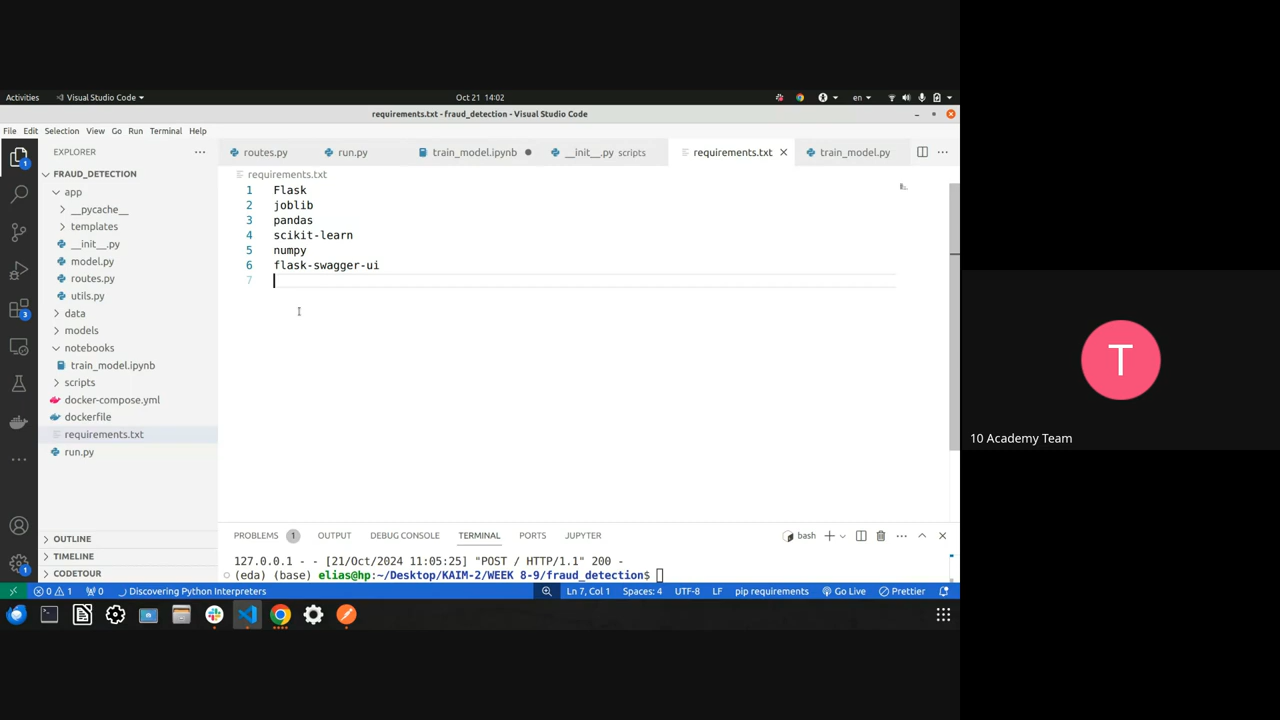 Activities
Visual Studio Code
Oct 21 14:02
en
requirements.txt - fraud_detection - Visual Studio Code
File Edit Selection View Go Run Terminal Help
EXPLORER
routes.py
run.py
train_model.ipynb
__init__.py scripts
requirements.txt
train_model.py
FRAUD_DETECTION
app
__pycache__
templates
__init__.py
model.py
routes.py
utils.py
data
models
notebooks
train_model.ipynb
scripts
docker-compose.yml
dockerfile
requirements.txt
run.py
OUTLINE
TIMELINE
CODETOUR
1
3
1
requirements.txt
1 Flask
2 joblib
3 pandas
4 scikit-learn
5 numpy
6 flask-swagger-ui
7
PROBLEMS 1 OUTPUT DEBUG CONSOLE TERMINAL PORTS JUPYTER
bash
127.0.0.1 - - [21/Oct/2024 11:05:25] "POST / HTTP/1.1" 200 -
(eda) (base) elias@hp:~/Desktop/KAIM-2/WEEK 8-9/fraud_detection$
0 1 0 Discovering Python Interpreters
Ln 7, Col 1 Spaces: 4 UTF-8 LF pip requirements Go Live Prettier
T
10 Academy Team